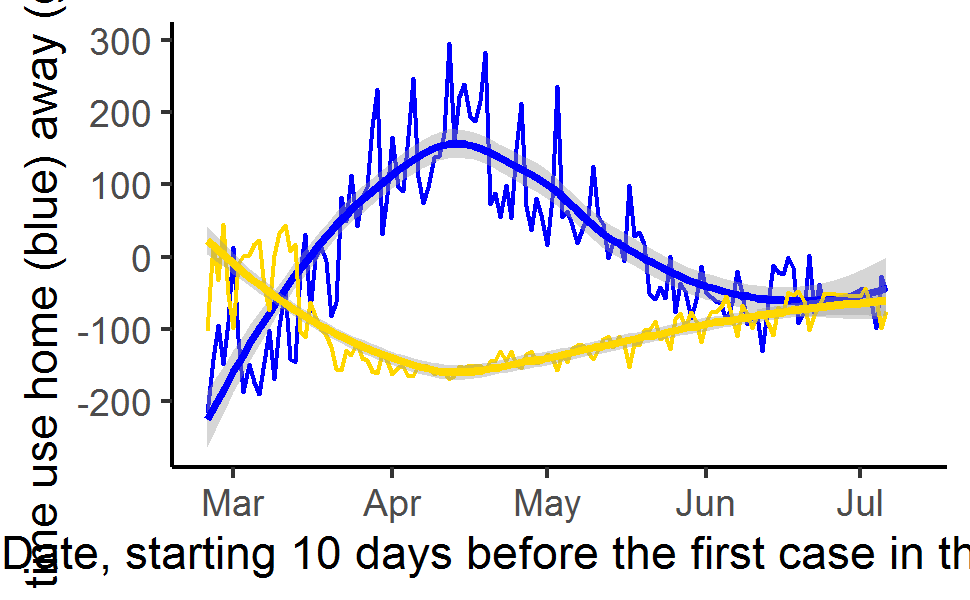 time use home (blue) away (
300
200
100
0
-100
-200
Mar Apr May Jun Jul
Date, starting 10 days before the first case in th